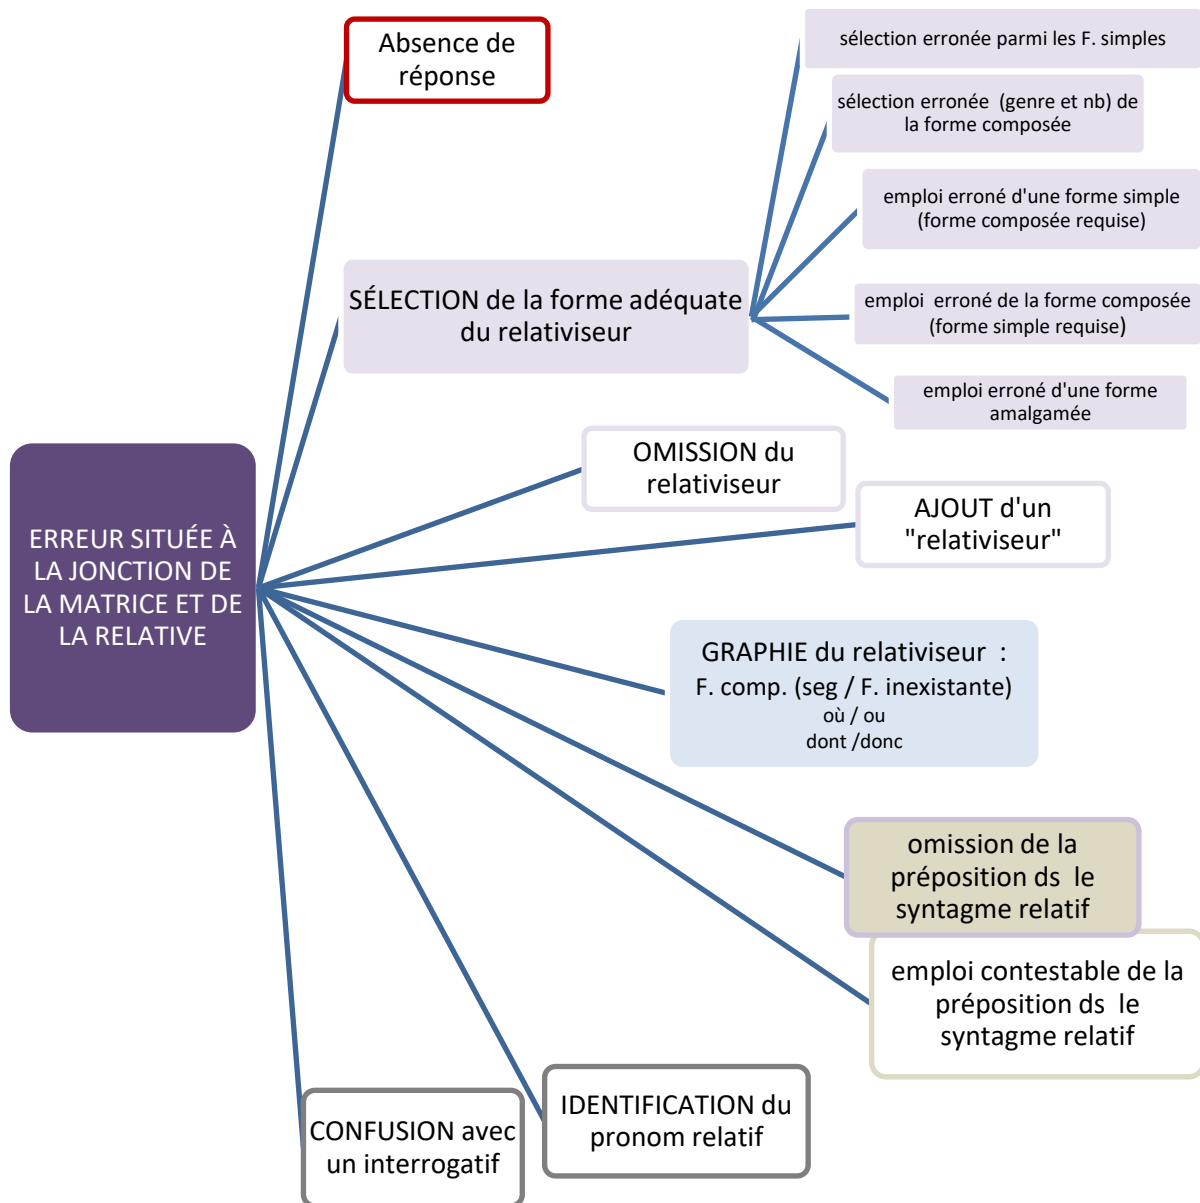 Absence de
réponse
sélection erronée parmi les F. simples
sélection erronée (genre et nb) de
la forme composée
emploi erroné d'une forme simple
(forme composée requise)
SÉLECTION de la forme adéquate
du relativiseur
emploi erroné de la forme composée
(forme simple requise)
emploi erroné d'une forme
amalgamée
OMISSION du
relativiseur
AJOUT d'un
"relativiseur"
ERREUR SITUÉE À
LA JONCTION DE
LA MATRICE ET DE
LA RELATIVE
GRAPHIE du relativiseur :
F. comp. (seg / F. inexistante)
où / ou
dont /donc
omission de la
préposition ds le
syntagme relatif
emploi contestable de la
préposition ds le
syntagme relatif
IDENTIFICATION du
pronom relatif
CONFUSION avec
un interrogatif